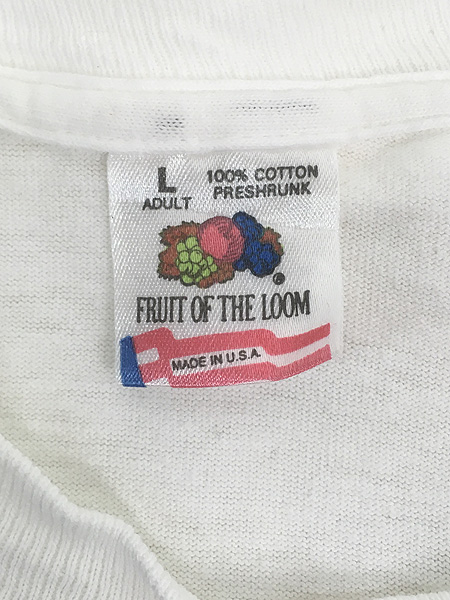 L 100% COTTON
ADULT PRESHRUNK
FRUIT OF THE LOOM
MADE IN U.S.A.